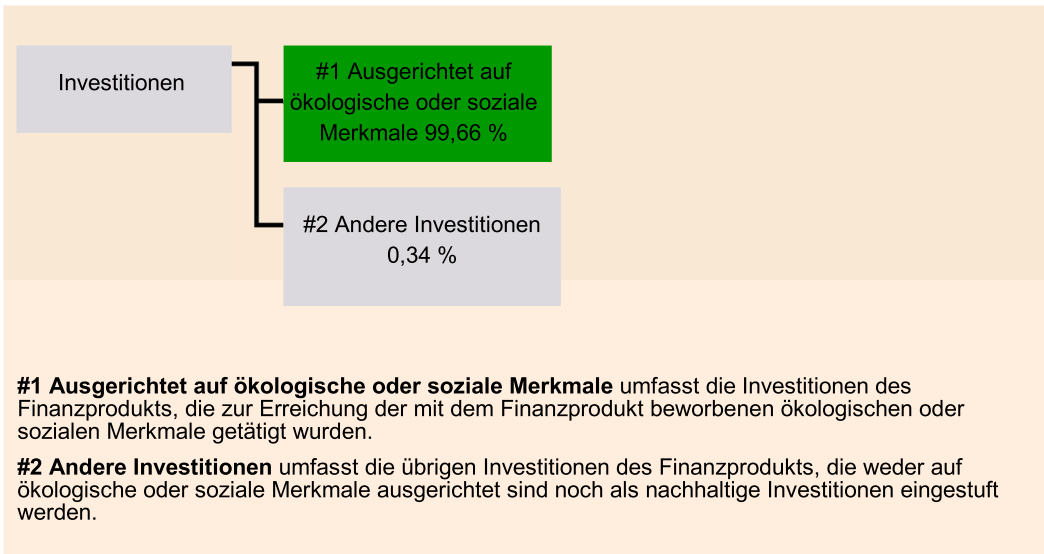 Investitionen
#1 Ausgerichtet auf
ökologische oder soziale
Merkmale 99,66 %
#2 Andere Investitionen
0,34 %
#1 Ausgerichtet auf ökologische oder soziale Merkmale umfasst die Investitionen des
Finanzprodukts, die zur Erreichung der mit dem Finanzprodukt beworbenen ökologischen oder
sozialen Merkmale getätigt wurden.
#2 Andere Investitionen umfasst die übrigen Investitionen des Finanzprodukts, die weder auf
ökologische oder soziale Merkmale ausgerichtet sind noch als nachhaltige Investitionen eingestuft
werden.